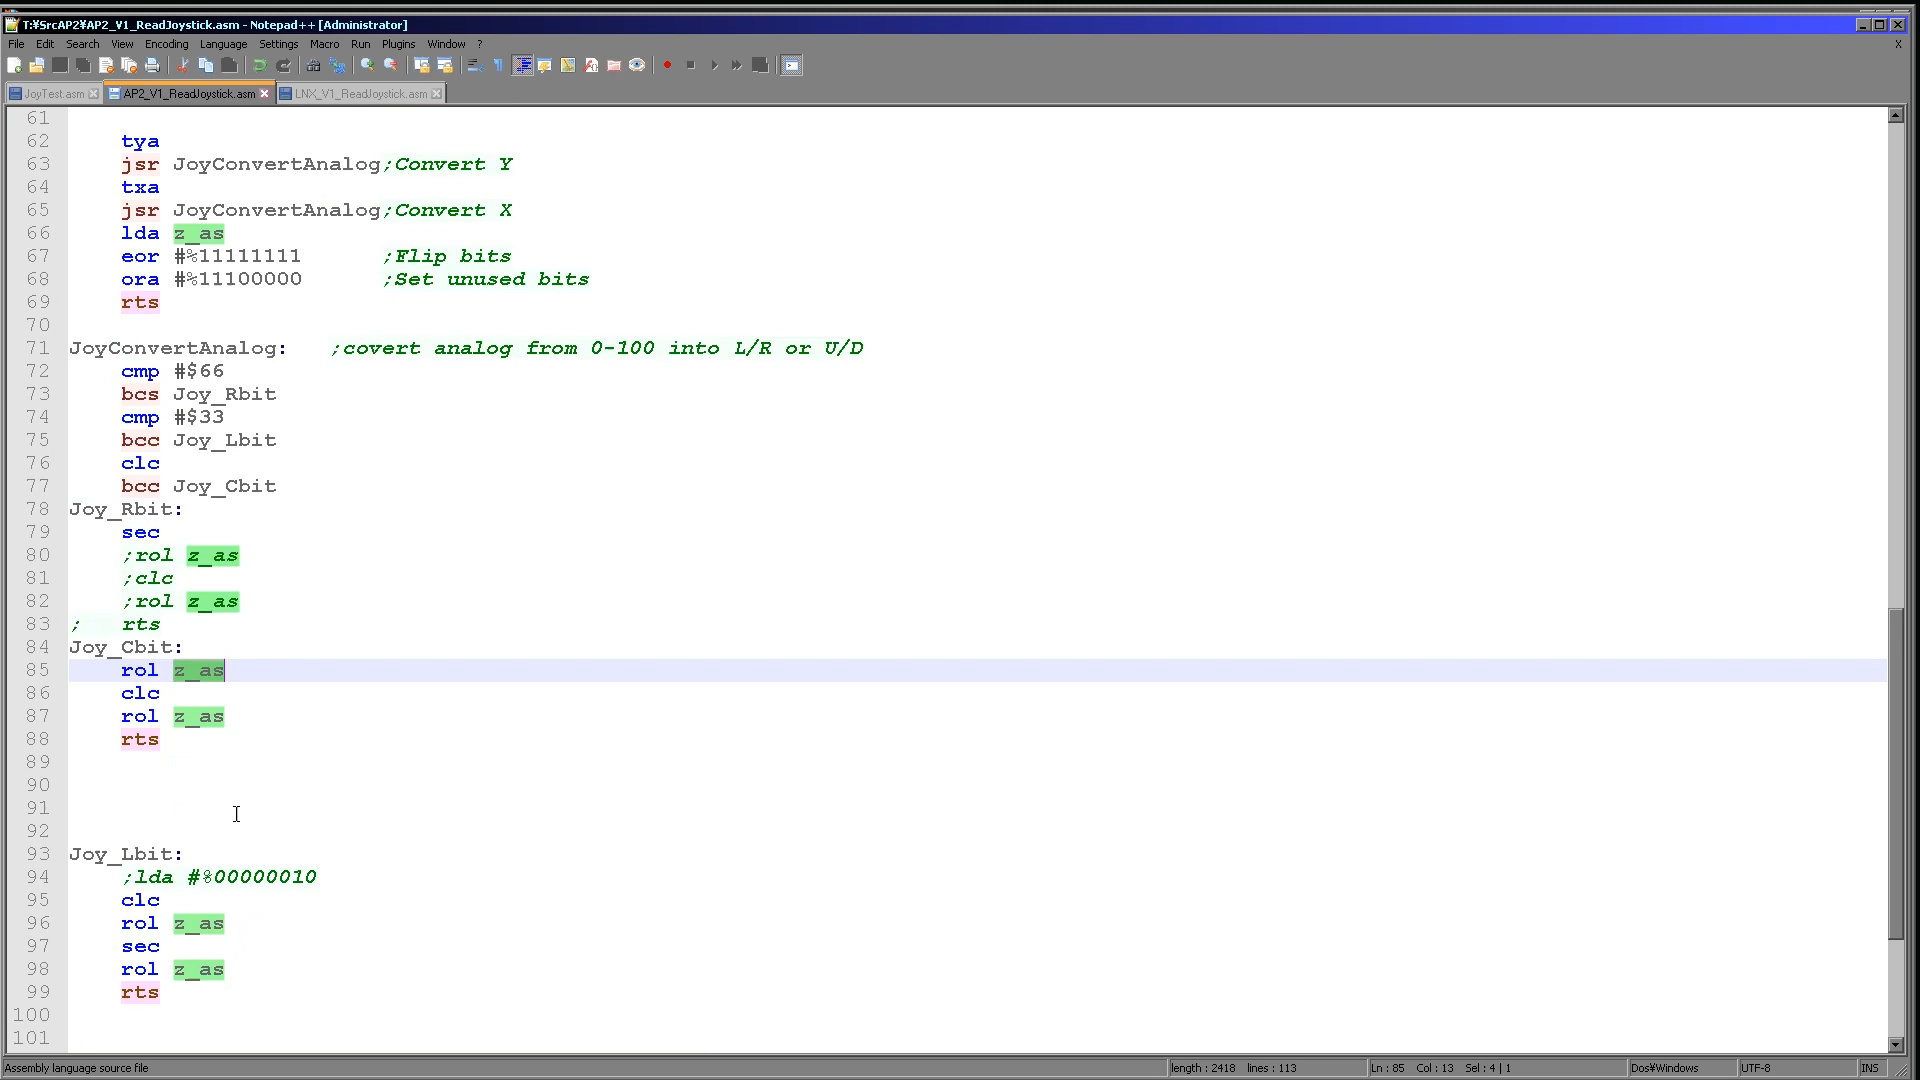 T:¥SrcAP2¥AP2_V1_ReadJoystick.asm - Notepad++ [Administrator]
File Edit Search View Encoding Language Settings Macro Run Plugins Window ? X
JoyTest.asm AP2_V1_ReadJoystick.asm LNX_V1_ReadJoystick.asm
61
62 tya
63 jsr JoyConvertAnalog;Convert Y
64 txa
65 jsr JoyConvertAnalog;Convert X
66 lda z_as
67 eor #%11111111 ;Flip bits
68 ora #%11100000 ;Set unused bits
69 rts
70
71 JoyConvertAnalog: ;covert analog from 0-100 into L/R or U/D
72 cmp #$66
73 bcs Joy_Rbit
74 cmp #$33
75 bcc Joy_Lbit
76 clc
77 bcc Joy_Cbit
78 Joy_Rbit:
79 sec
80 ;rol z_as
81 ;clc
82 ;rol z_as
83 ; rts
84 Joy_Cbit:
85 rol z_as
86 clc
87 rol z_as
88 rts
89
90
91
92
93 Joy_Lbit:
94 ;lda #%00000010
95 clc
96 rol z_as
97 sec
98 rol z_as
99 rts
100
101
Assembly language source file length : 2418 lines : 113 Ln : 85 Col : 13 Sel : 4 | 1 Dos¥Windows UTF-8 INS